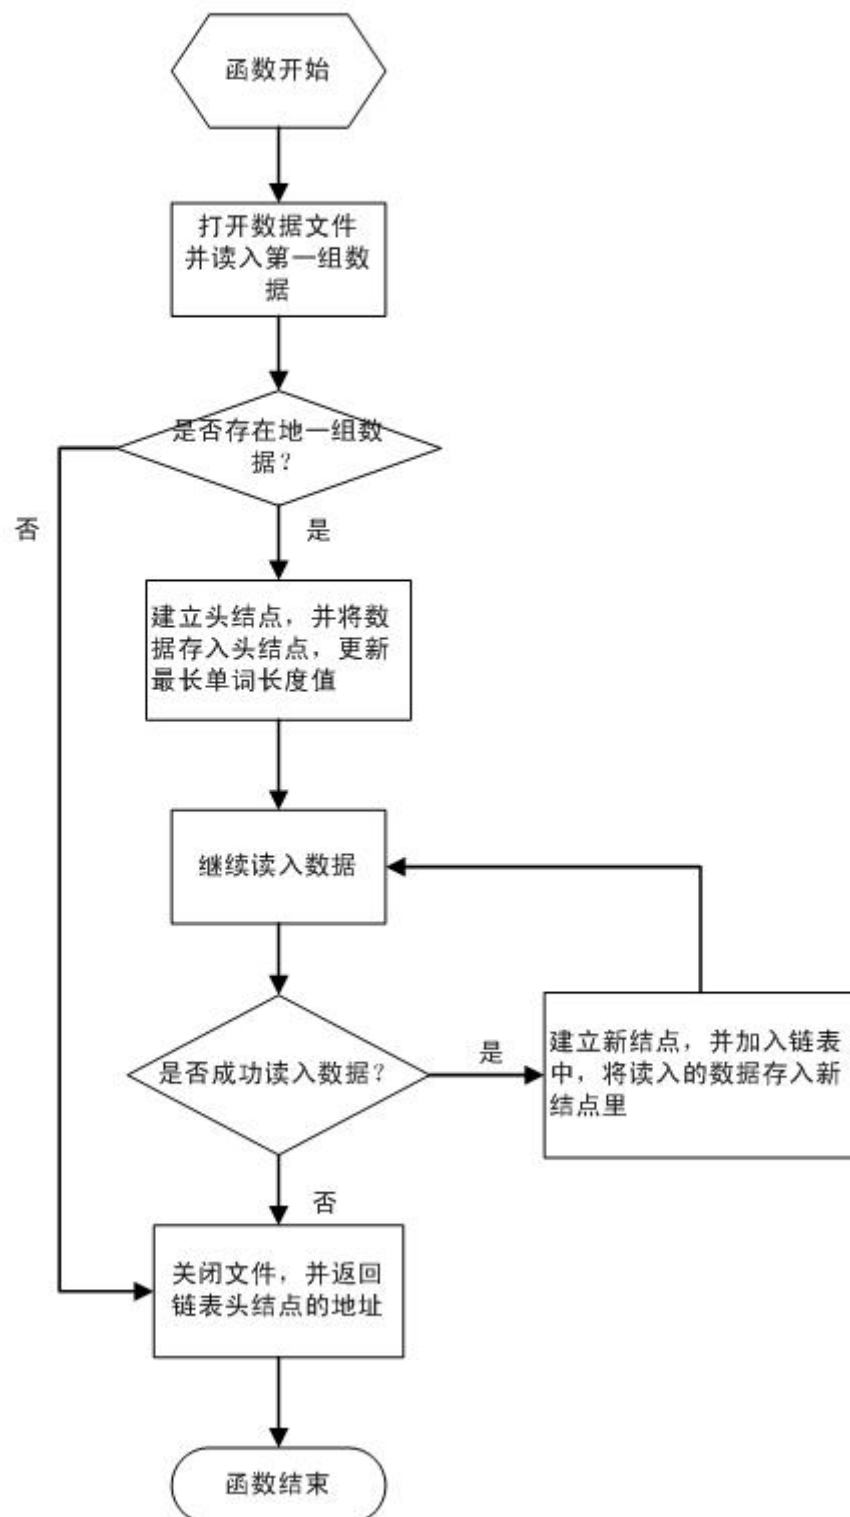 函数开始
打开数据文件
并读入第一组数
据
是否存在地一组数
据？
否
是
建立头结点，并将数
据存入头结点，更新
最长单词长度值
继续读入数据
是否成功读入数据？
是
建立新结点，并加入链表
中，将读入的数据存入新
结点里
否
关闭文件，并返回
链表头结点的地址
函数结束